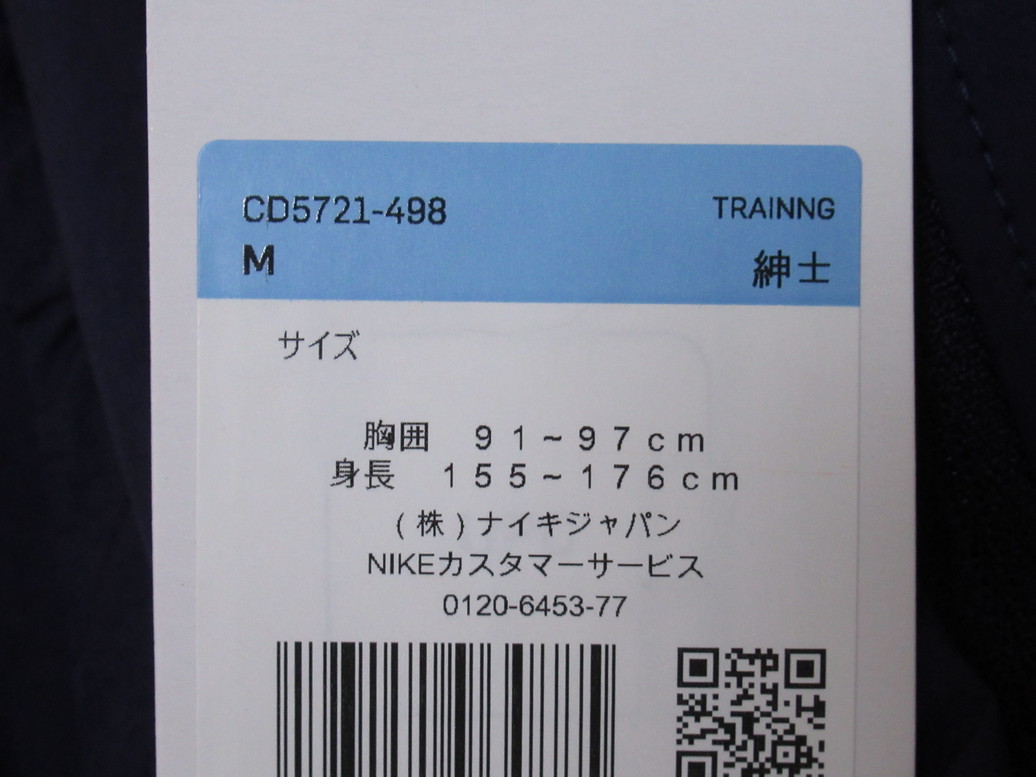 CD5721-498 TRAINNG
M 紳士
サイズ
胸囲 91~97cm
身長 155~176cm
(株)ナイキジャパン
NIKEカスタマーサービス
0120-6453-77